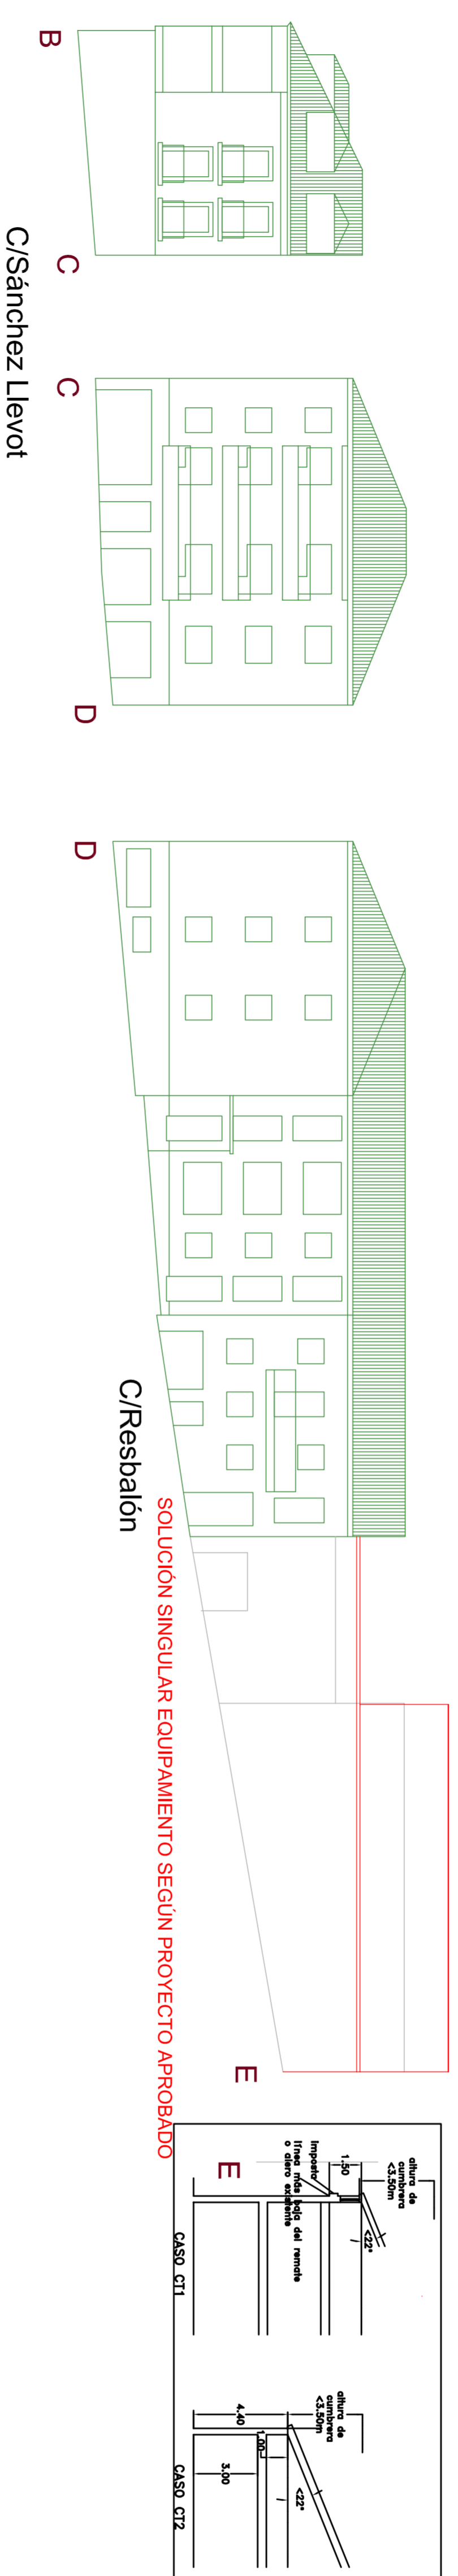 B
C
C/Sánchez Llevot
C
D
D
C/Resbalón
SOLUCIÓN SINGULAR EQUIPAMIENTO SEGÚN PROYECTO APROBADO
E
E
altura de
cumbrera
<3.50m
1.50
<22°
Imposta
línea más baja del remate
o alero existente
CASO CT1
altura de
cumbrera
<3.50m
4.40
1.00
3.00
<22°
CASO CT2